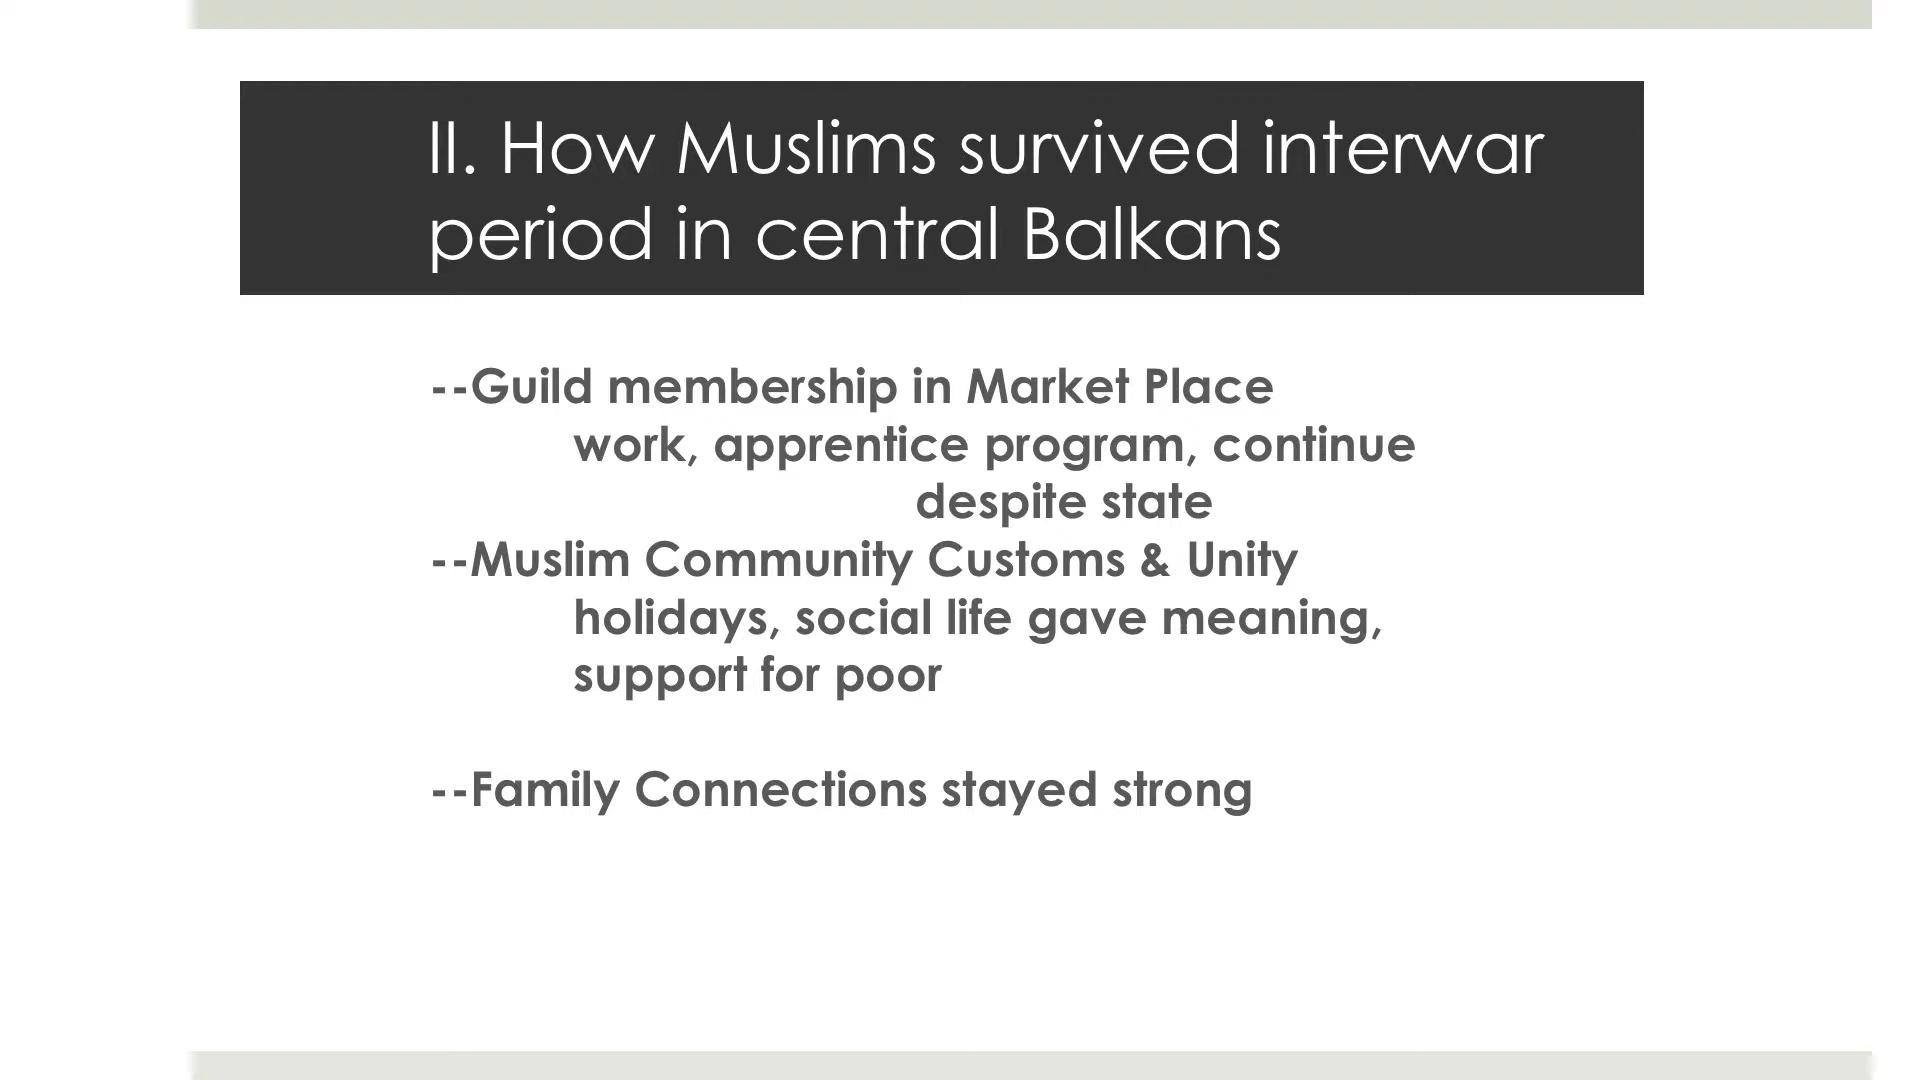 II. How Muslims survived interwar
period in central Balkans
--Guild membership in Market Place
work, apprentice program, continue
despite state
--Muslim Community Customs & Unity
holidays, social life gave meaning,
support for poor
--Family Connections stayed strong